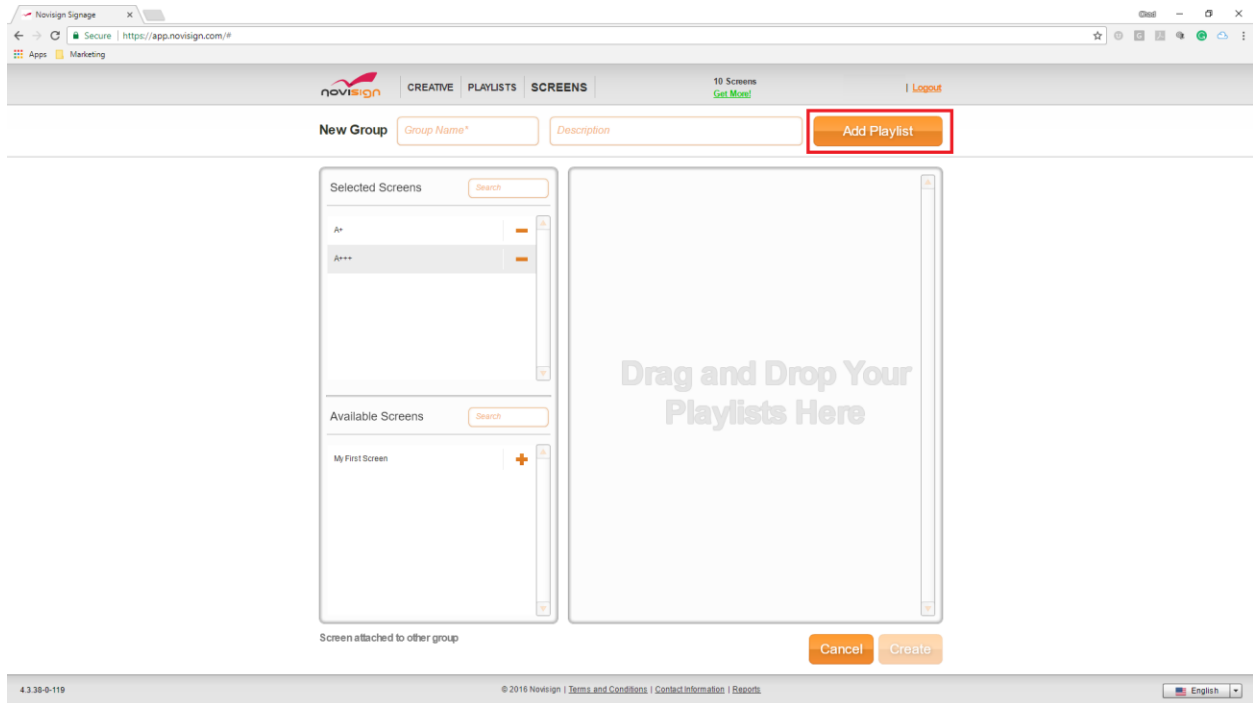 Novisign Signage
Secure | https://app.novisign.com/#
Apps Marketing
novisign CREATIVE PLAYLISTS SCREENS 10 Screens | Logout
Get More!
New Group Group Name* Description Add Playlist
Selected Screens Search
A+
A+++
Drag and Drop Your
Playlists Here
Available Screens Search
My First Screen
Screen attached to other group
Cancel Create
4.3.38-0-119 © 2016 Novisign | Terms and Conditions | Contact Information | Reports English